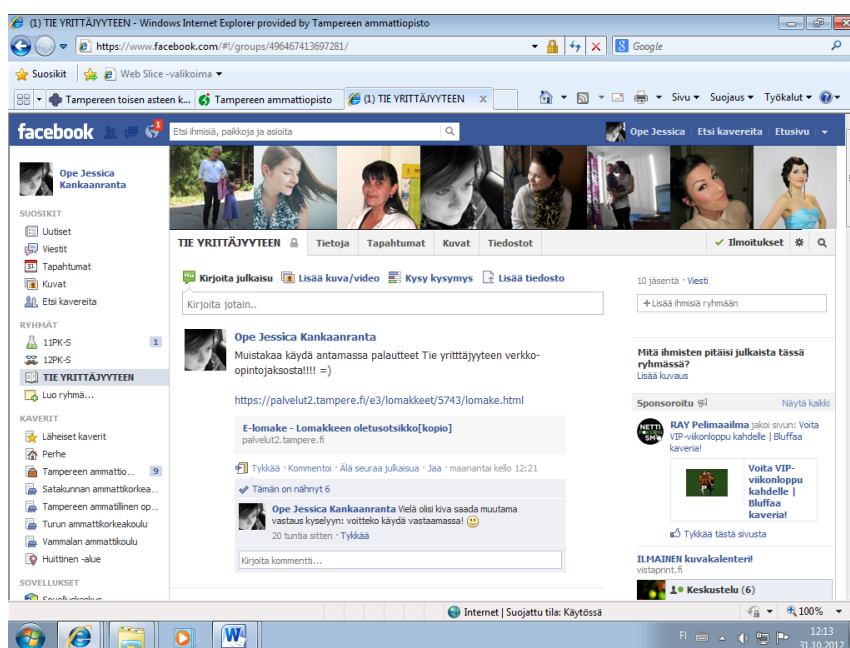 (1) TIE YRITTÄJYYTEEN - Windows Internet Explorer provided by Tampereen ammattiopisto
https://www.facebook.com/#!/groups/496467413697281/
Google
Suosikit
Web Slice -valikoima
Tampereen toisen asteen k...
Tampereen ammattiopisto
(1) TIE YRITTÄJYYTEEN
Sivu
Suojaus
Työkalut
facebook
1
Etsi ihmisiä, paikkoja ja asioita
Ope Jessica
Etsi kavereita
Etusivu
Ope Jessica
Kankaanranta
SUOSIKIT
Uutiset
Viestit
Tapahtumat
Kuvat
Etsi kavereita
RYHMÄT
11PK-S 1
12PK-S
TIE YRITTÄJYYTEEN
Luo ryhmä...
KAVERIT
Läheiset kaverit
Perhe
Tampereen ammattio... 9
Satakunnan ammattikorkea...
Tampereen ammatillinen op...
Turun ammattikorkeakoulu
Vammalan ammattikoulu
Huittinen -alue
SOVELLUKSET
TIE YRITTÄJYYTEEN
Tietoja
Tapahtumat
Kuvat
Tiedostot
Ilmoitukset
Kirjoita julkaisu
Lisää kuva/video
Kysy kysymys
Lisää tiedosto
Kirjoita jotain..
Ope Jessica Kankaanranta
Muistakaa käydä antamassa palautteet Tie yritttäjyyteen verkko-
opintojaksosta!!!! =)
https://palvelut2.tampere.fi/e3/lomakkeet/5743/lomake.html
E-lomake - Lomakkeen oletusotsikko[kopio]
palvelut2.tampere.fi
Tykkää · Kommentoi · Älä seuraa julkaisua · Jaa · maanantai kello 12:21
Tämän on nähnyt 6
Ope Jessica Kankaanranta Vielä olisi kiva saada muutama
vastaus kyselyyn: voitteko käydä vastaamassa!
20 tuntia sitten · Tykkää
Kirjoita kommentti...
10 jäsentä · Viesti
+ Lisää ihmisiä ryhmään
Mitä ihmisten pitäisi julkaista tässä
ryhmässä?
Lisää kuvaus
Sponsoroitu
Näytä kaikki
NETTI
SM
RAY Pelimaailma jakoi sivun: Voita
VIP-viikonloppu kahdelle | Bluffaa
kaveria!
Voita VIP-
viikonloppu
kahdelle |
Bluffaa
kaveria!
Tykkää tästä sivusta
ILMAINEN kuvakalenteri!
vistaprint.fi
Keskustelu (6)
Internet | Suojattu tila: Käytössä
100%
FI
12:13
31.10.2012